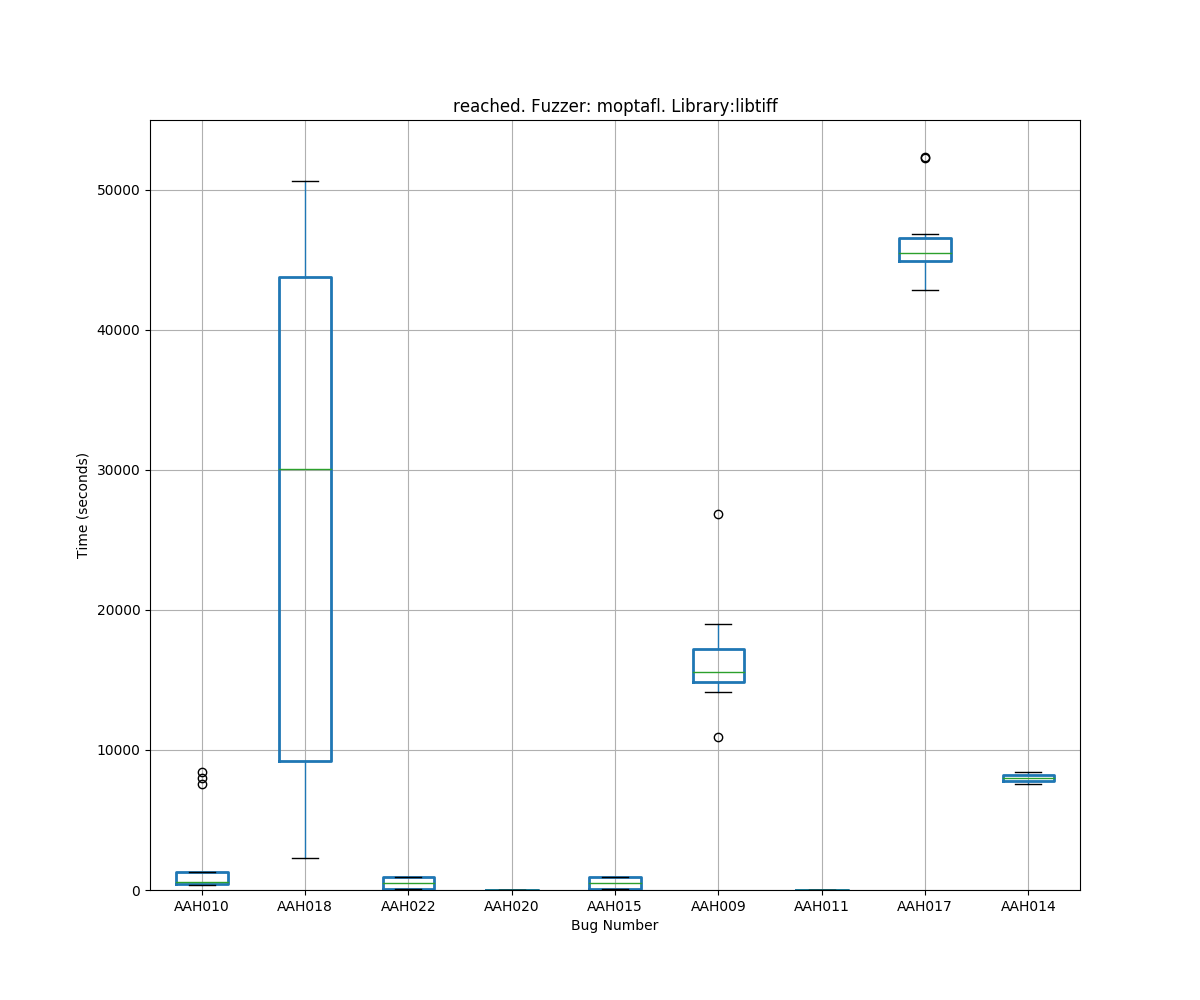 reached. Fuzzer: moptafl. Library:libtiff
50000
40000
30000
20000
10000
0
Time (seconds)
AAH010 AAH018 AAH022 AAH020 AAH015 AAH009 AAH011 AAH017 AAH014
Bug Number